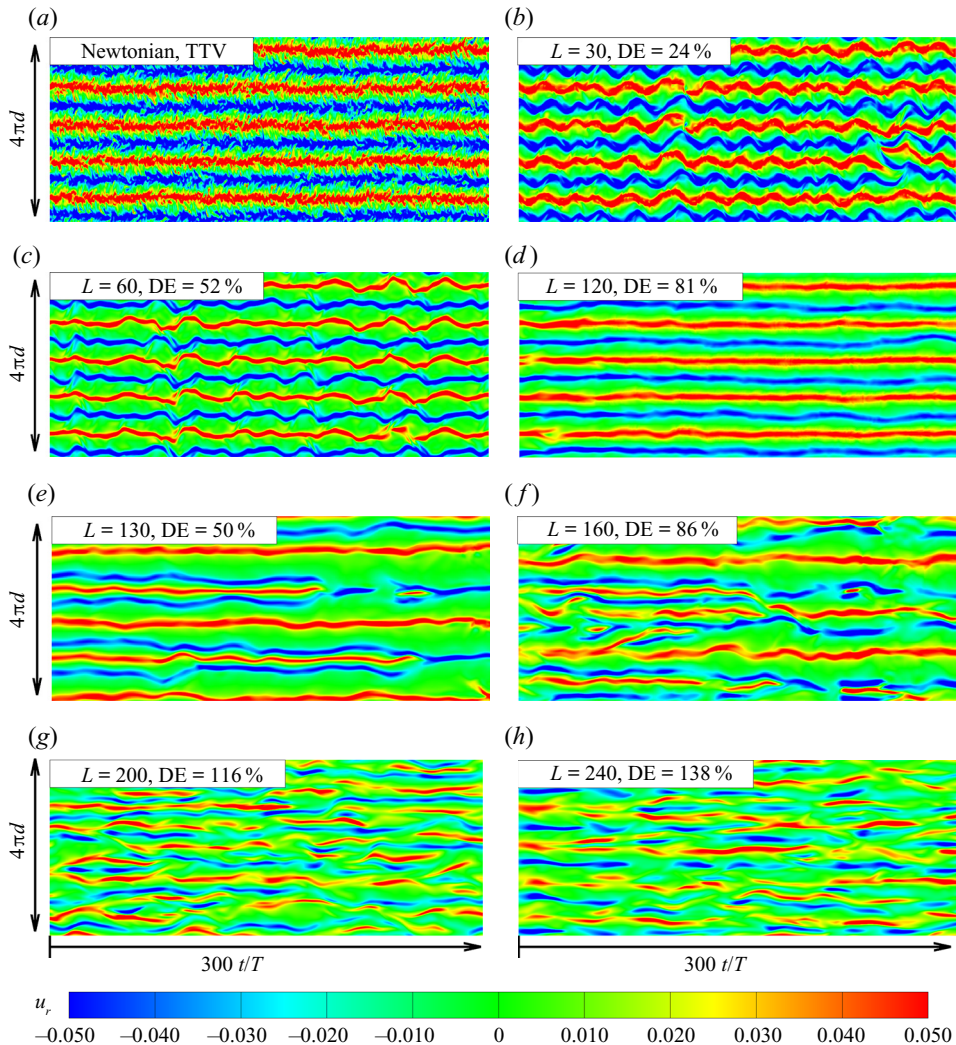 (a)
(b)
Newtonian, TTV
L = 30, DE = 24 %
4πd
(c)
(d)
L = 60, DE = 52 %
L = 120, DE = 81 %
4πd
(e)
(f)
L = 130, DE = 50 %
L = 160, DE = 86 %
4πd
(g)
(h)
L = 200, DE = 116 %
L = 240, DE = 138 %
4πd
300 t/T
300 t/T
u_r
−0.050 −0.040 −0.030 −0.020 −0.010 0 0.010 0.020 0.030 0.040 0.050